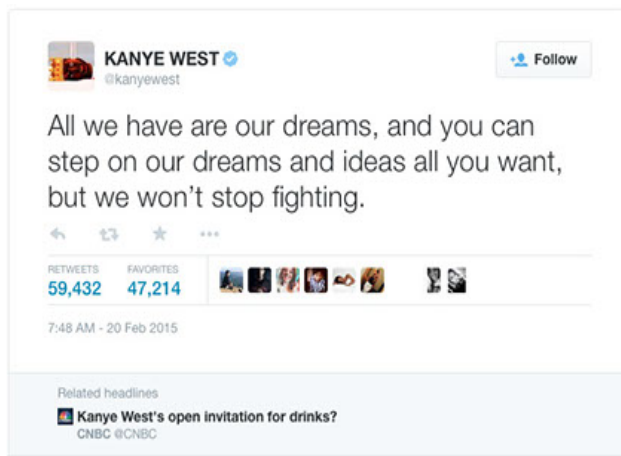 KANYE WEST
@kanyewest
Follow
All we have are our dreams, and you can
step on our dreams and ideas all you want,
but we won't stop fighting.
RETWEETS FAVORITES
59,432 47,214
7:48 AM - 20 Feb 2015
Related headlines
Kanye West's open invitation for drinks?
CNBC @CNBC